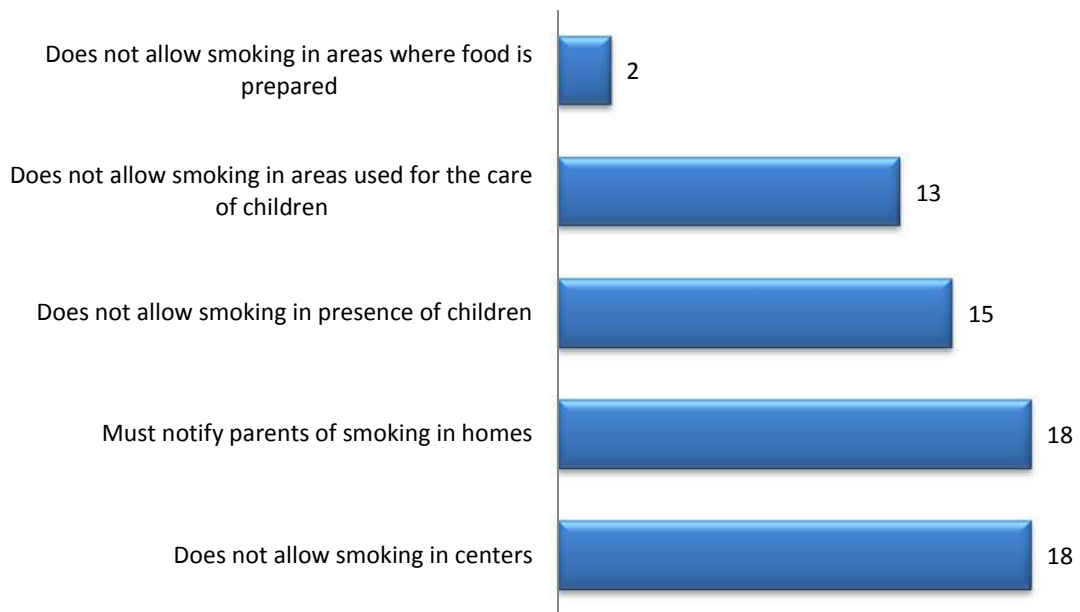 Does not allow smoking in areas where food is
prepared
2
Does not allow smoking in areas used for the care
of children
13
Does not allow smoking in presence of children
15
Must notify parents of smoking in homes
18
Does not allow smoking in centers
18